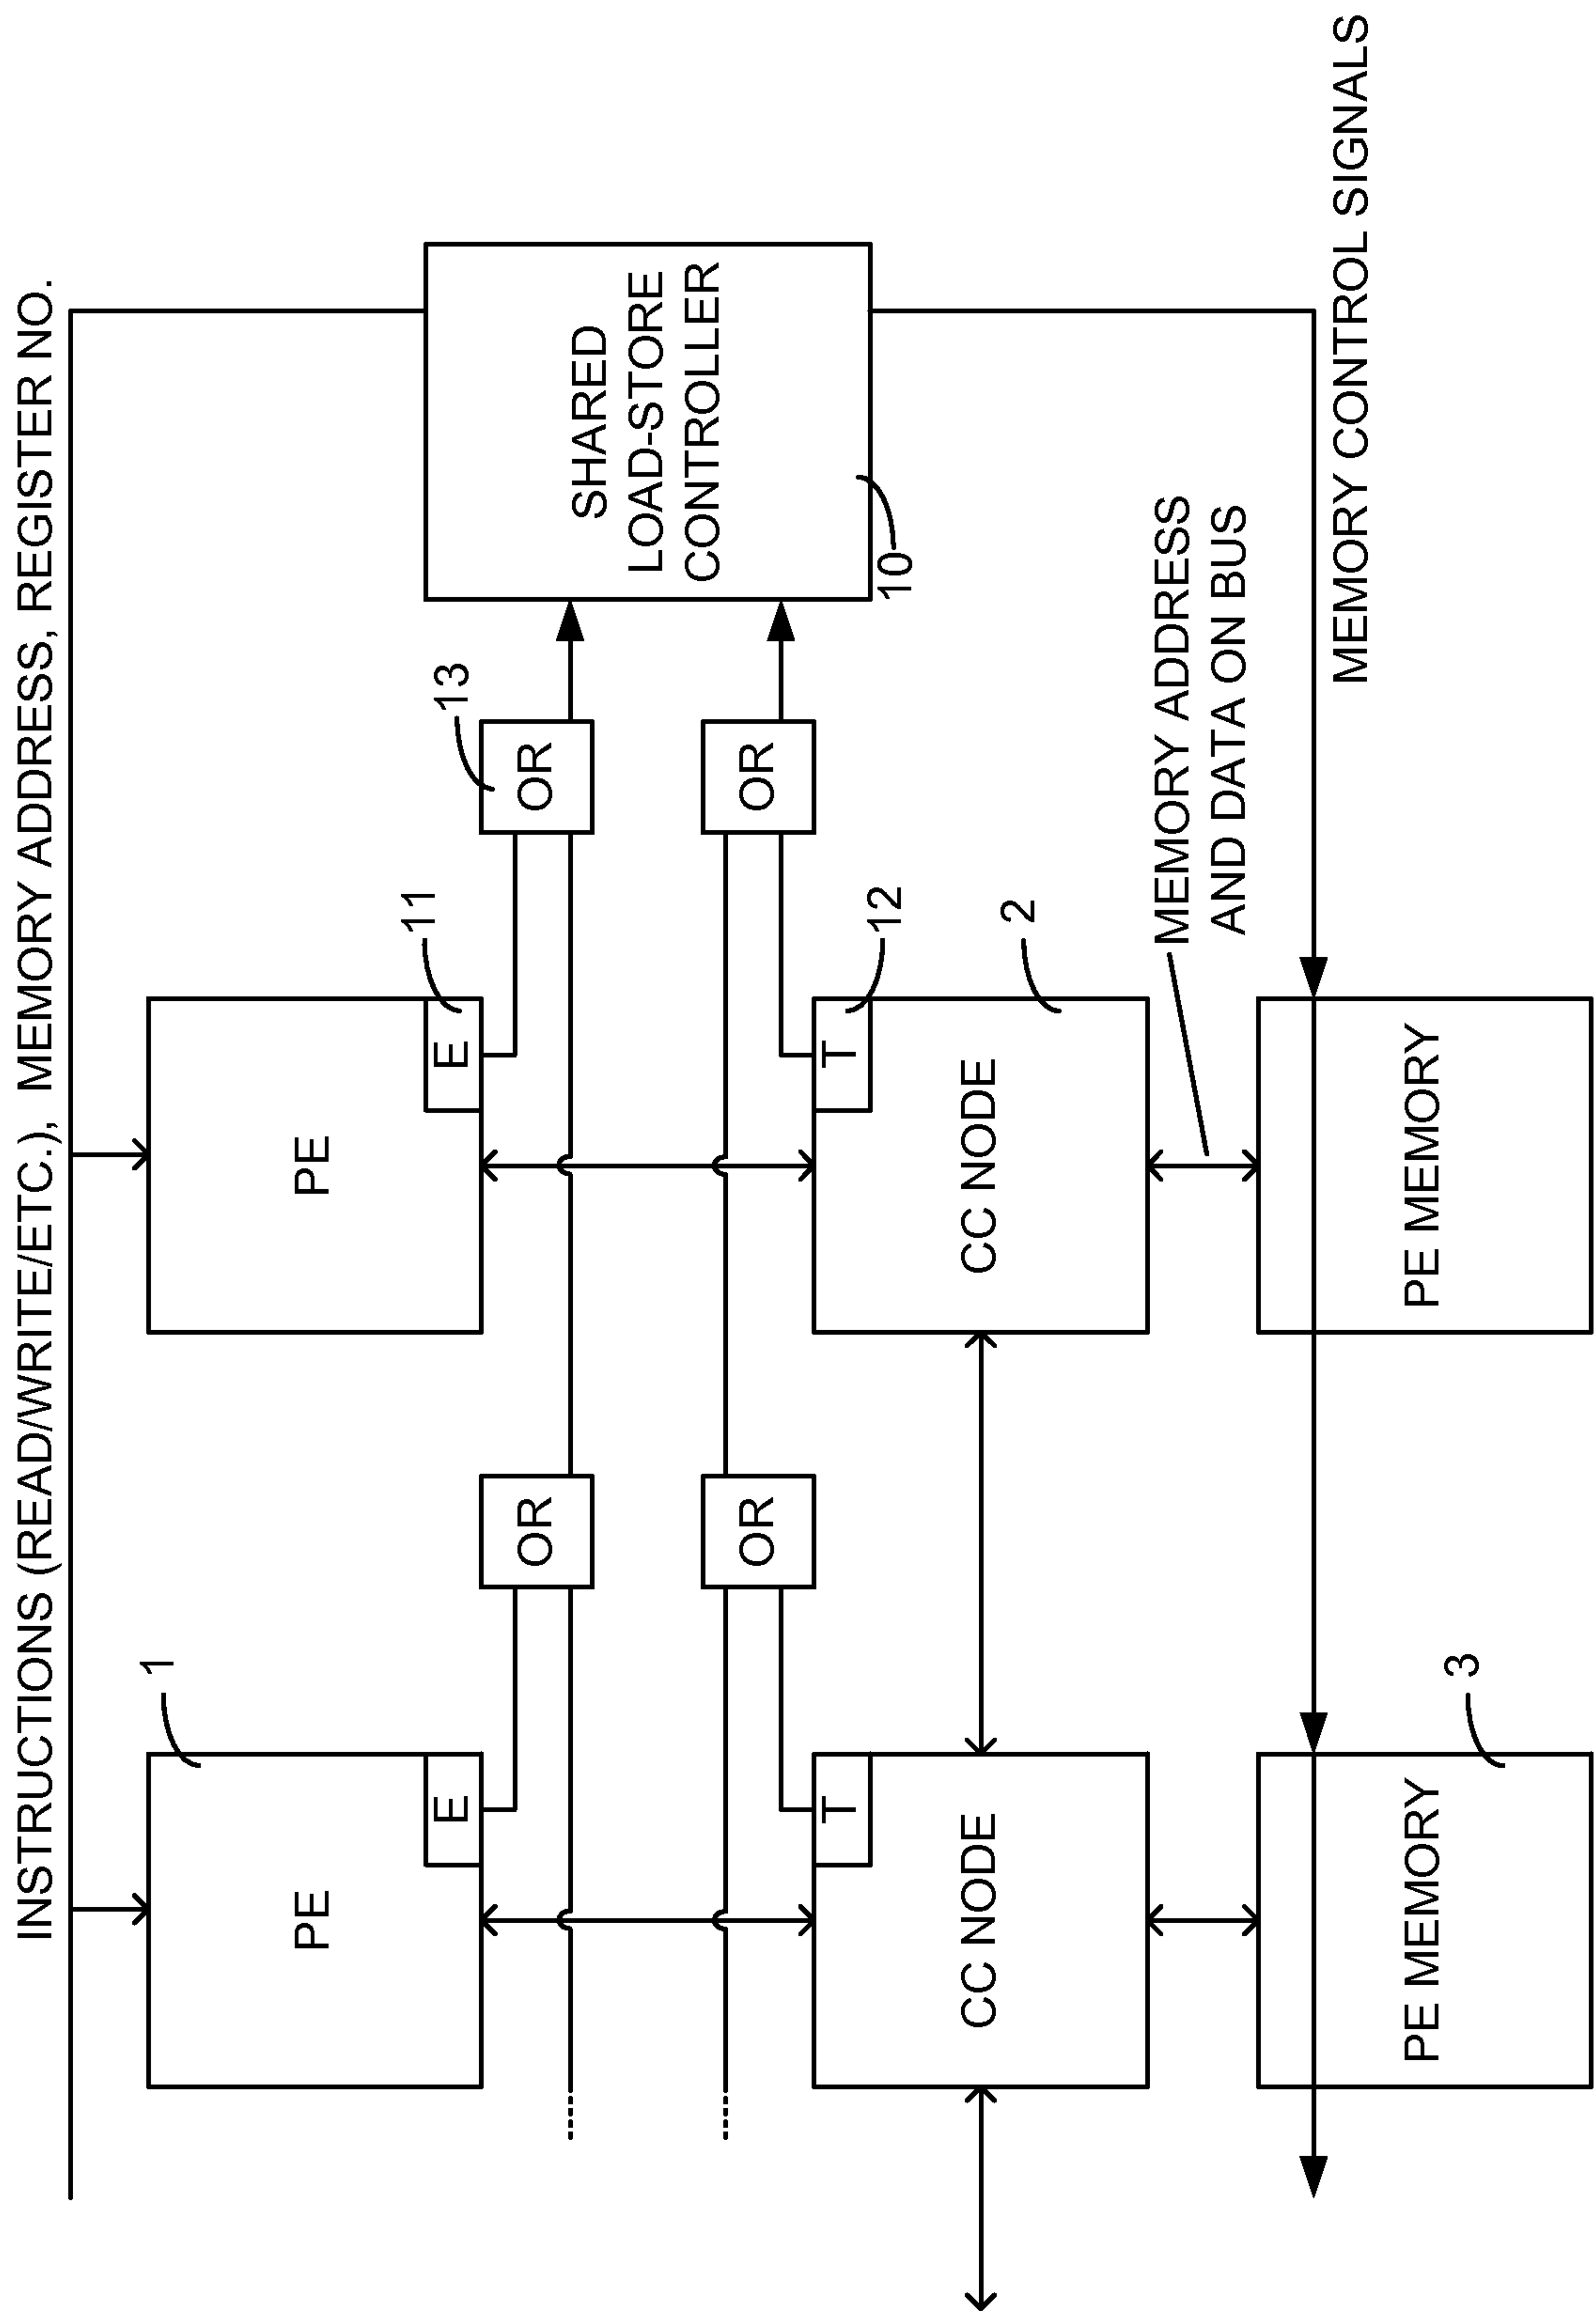 INSTRUCTIONS (READ/WRITE/ETC.), MEMORY ADDRESS, REGISTER NO.
1
PE
E
11
PE
E
OR
OR
13
OR
OR
SHARED
LOAD-STORE
CONTROLLER
10
T
CC NODE
T
12
CC NODE
2
MEMORY ADDRESS
AND DATA ON BUS
MEMORY CONTROL SIGNALS
PE MEMORY
3
PE MEMORY